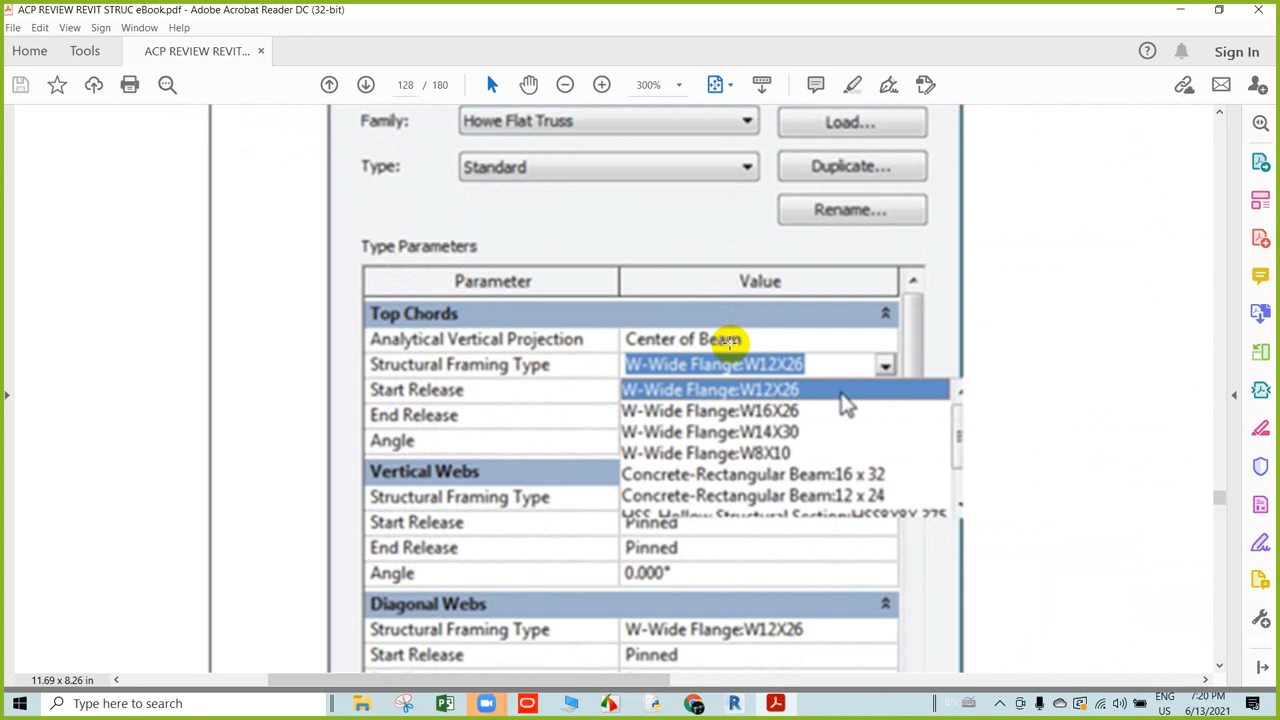 ACP REVIEW REVIT STRUC eBook.pdf - Adobe Acrobat Reader DC (32-bit)
File Edit View Sign Window Help
Home Tools ACP REVIEW REVIT... × Sign In
128 / 180 300%
Family: Howe Flat Truss Load...
Type: Standard Duplicate...
Rename...
Type Parameters
Parameter Value
Top Chords
Analytical Vertical Projection Center of Beam
Structural Framing Type W-Wide Flange:W12X26
Start Release W-Wide Flange:W12X26
W-Wide Flange:W16X26
End Release
W-Wide Flange:W14X30
Angle
W-Wide Flange:W8X10
Vertical Webs Concrete-Rectangular Beam:16 x 32
Structural Framing Type Concrete-Rectangular Beam:12 x 24
HSS-Hollow Structural Section:HSS8X8X.375
Start Release Pinned
End Release Pinned
Angle 0.000°
Diagonal Webs
Structural Framing Type W-Wide Flange:W12X26
Start Release Pinned
11.69 x 8.26 in
Type here to search
ENG 7:20 PM
US 6/13/2021